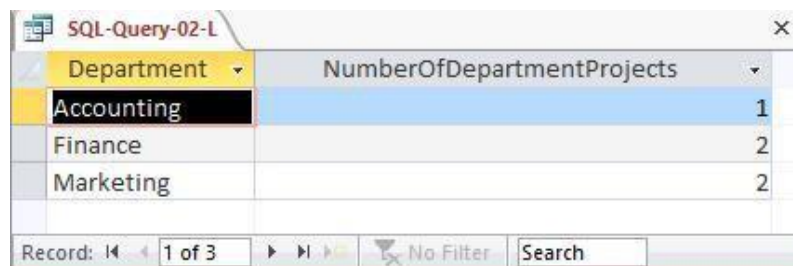 SQL-Query-02-L
Department NumberOfDepartmentProjects
Accounting 1
Finance 2
Marketing 2
Record: 1 of 3 No Filter Search